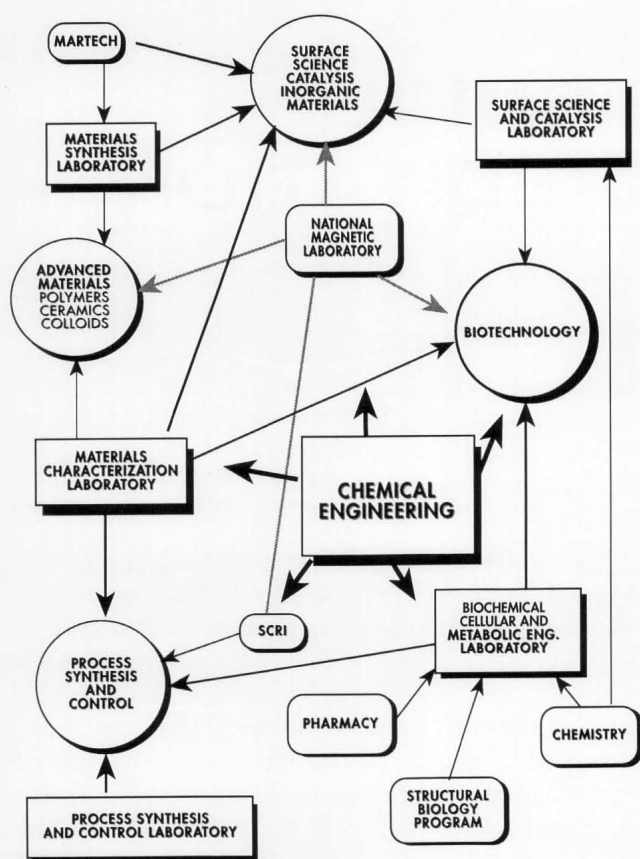 MARTECH
SURFACE
SCIENCE
CATALYSIS
INORGANIC
MATERIALS
SURFACE SCIENCE
AND CATALYSIS
LABORATORY
MATERIALS
SYNTHESIS
LABORATORY
NATIONAL
MAGNETIC
LABORATORY
ADVANCED
MATERIALS
POLYMERS
CERAMICS
COLLOIDS
BIOTECHNOLOGY
MATERIALS
CHARACTERIZATION
LABORATORY
CHEMICAL
ENGINEERING
BIOCHEMICAL
CELLULAR AND
METABOLIC ENG.
LABORATORY
SCRI
PROCESS
SYNTHESIS
AND
CONTROL
PHARMACY
CHEMISTRY
STRUCTURAL
BIOLOGY
PROGRAM
PROCESS SYNTHESIS
AND CONTROL LABORATORY